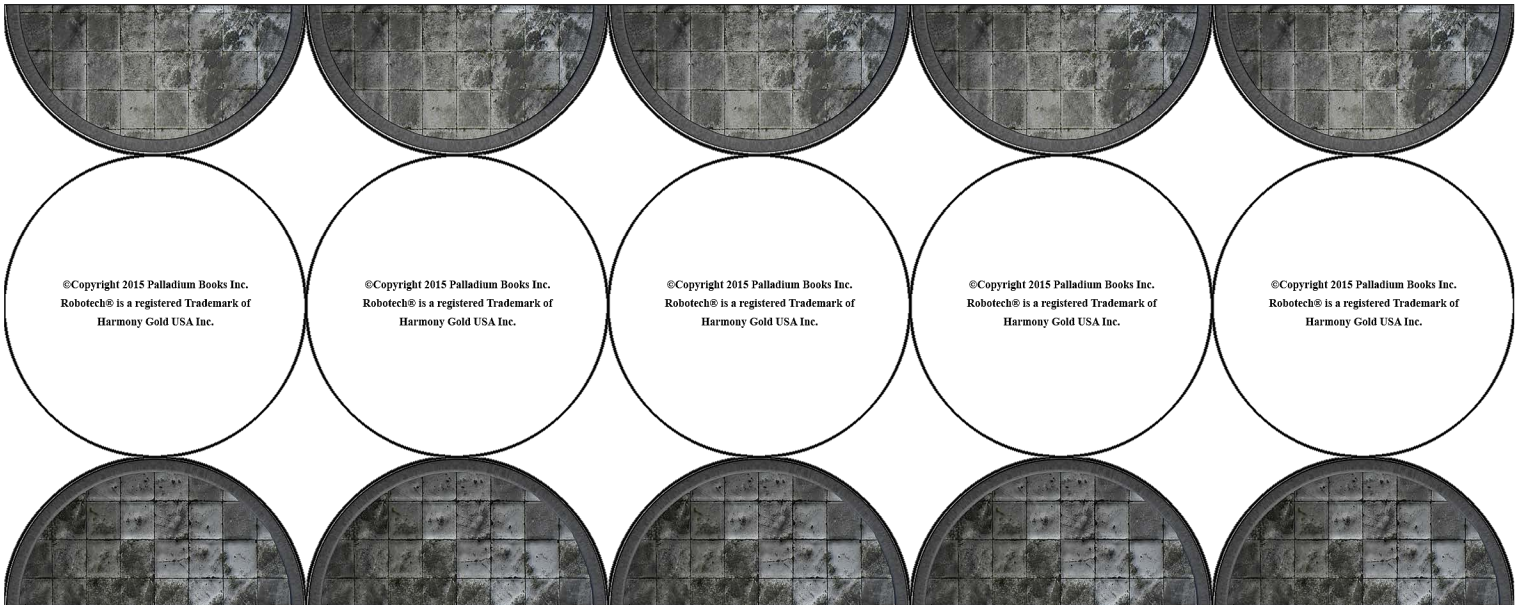 ©Copyright 2015 Palladium Books Inc.
Robotech® is a registered Trademark of
Harmony Gold USA Inc.
©Copyright 2015 Palladium Books Inc.
Robotech® is a registered Trademark of
Harmony Gold USA Inc.
©Copyright 2015 Palladium Books Inc.
Robotech® is a registered Trademark of
Harmony Gold USA Inc.
©Copyright 2015 Palladium Books Inc.
Robotech® is a registered Trademark of
Harmony Gold USA Inc.
©Copyright 2015 Palladium Books Inc.
Robotech® is a registered Trademark of
Harmony Gold USA Inc.